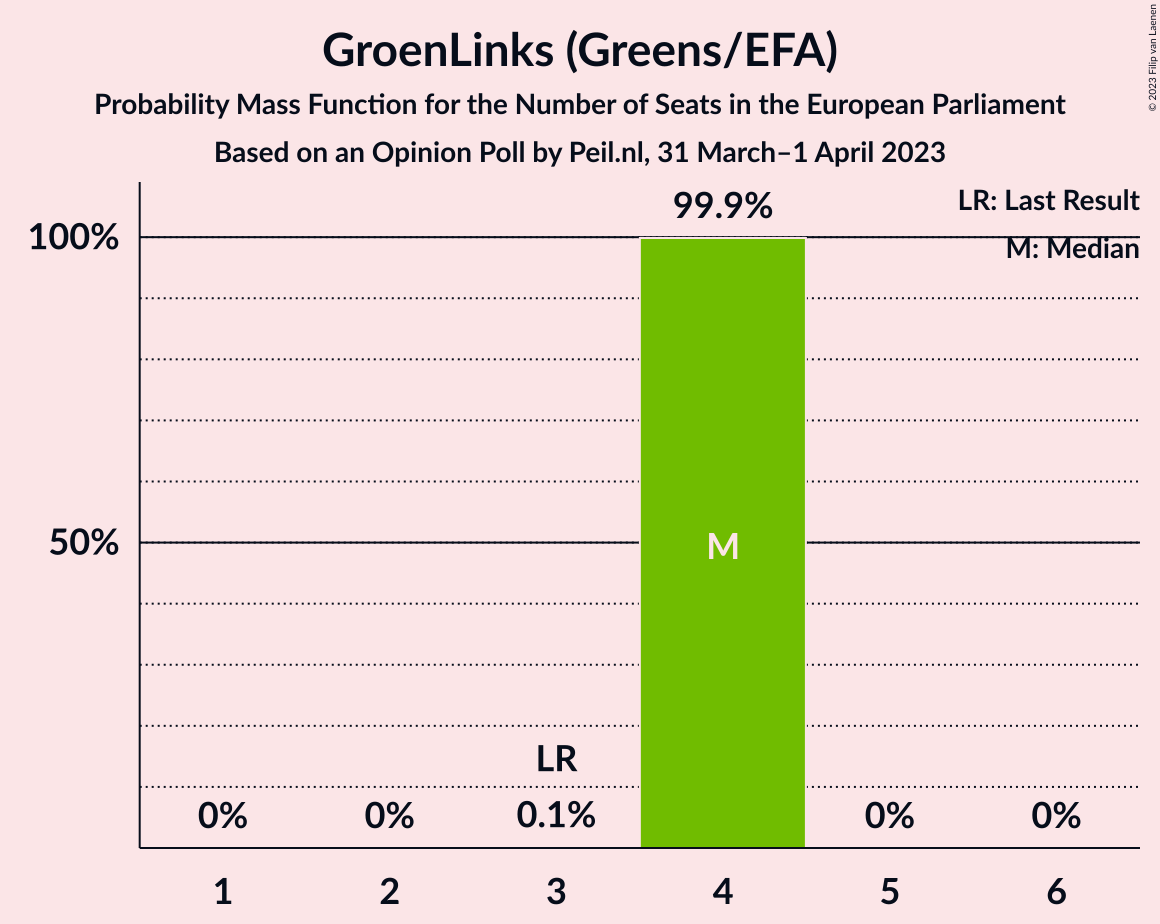 GroenLinks (Greens/EFA)
Probability Mass Function for the Number of Seats in the European Parliament
Based on an Opinion Poll by Peil.nl, 31 March–1 April 2023
© 2023 Filip van Laenen
99.9%
LR: Last Result
100%
M: Median
50%
M
LR
0% 0% 0.1% 0% 0%
1 2 3 4 5 6